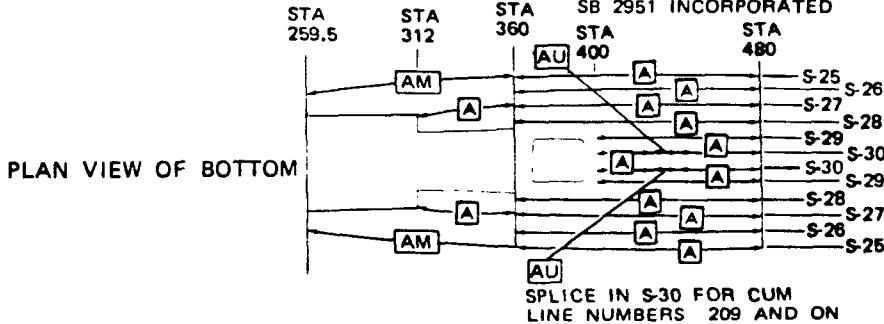 SB 2951 INCORPORATED
STA 259.5
STA 312
STA 360
STA 400
STA 480
AU
AM
A
S-25
A
S-26
A
A
S-27
A
S-28
S-29
A
S-30
A
S-30
A
S-29
PLAN VIEW OF BOTTOM
A
S-28
A
A
S-27
A
S-26
AM
A
S-25
AU
SPLICE IN S-30 FOR CUM
LINE NUMBERS 209 AND ON